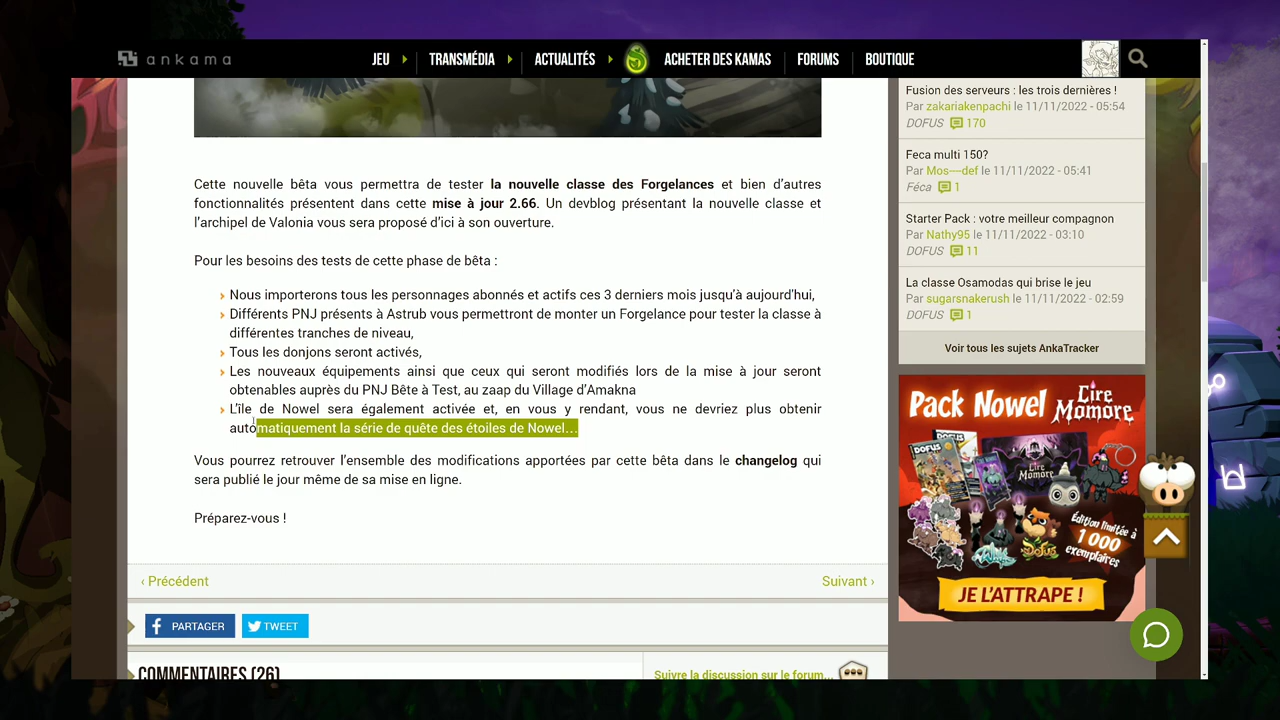 ankama
JEU
TRANSMÉDIA
ACTUALITÉS
ACHETER DES KAMAS
FORUMS
BOUTIQUE
Cette nouvelle bêta vous permettra de tester la nouvelle classe des Forgelances et bien d'autres
fonctionnalités présentent dans cette mise à jour 2.66. Un devblog présentant la nouvelle classe et
l'archipel de Valonia vous sera proposé d'ici à son ouverture.
Pour les besoins des tests de cette phase de bêta :
Nous importerons tous les personnages abonnés et actifs ces 3 derniers mois jusqu'à aujourd'hui,
Différents PNJ présents à Astrub vous permettront de monter un Forgelance pour tester la classe à
différentes tranches de niveau,
Tous les donjons seront activés,
Les nouveaux équipements ainsi que ceux qui seront modifiés lors de la mise à jour seront
obtenables auprès du PNJ Bête à Test, au zaap du Village d'Amakna
L'île de Nowel sera également activée et, en vous y rendant, vous ne devriez plus obtenir
automatiquement la série de quête des étoiles de Nowel...
Vous pourrez retrouver l'ensemble des modifications apportées par cette bêta dans le changelog qui
sera publié le jour même de sa mise en ligne.
Préparez-vous !
‹ Précédent
Suivant ›
PARTAGER
TWEET
COMMENTAIRES (26)
Suivre la discussion sur le forum...
Fusion des serveurs : les trois dernières !
Par zakariakenpachi le 11/11/2022 - 05:54
DOFUS 170
Feca multi 150?
Par Mos---def le 11/11/2022 - 05:41
Féca 1
Starter Pack : votre meilleur compagnon
Par Nathy95 le 11/11/2022 - 03:10
DOFUS 11
La classe Osamodas qui brise le jeu
Par sugarsnakerush le 11/11/2022 - 02:59
DOFUS 1
Voir tous les sujets AnkaTracker
Pack Nowel Lire Momore
DOFUS
Lire Momore
DOFUS
Édition limitée à
1 000
exemplaires
JE L'ATTRAPE !